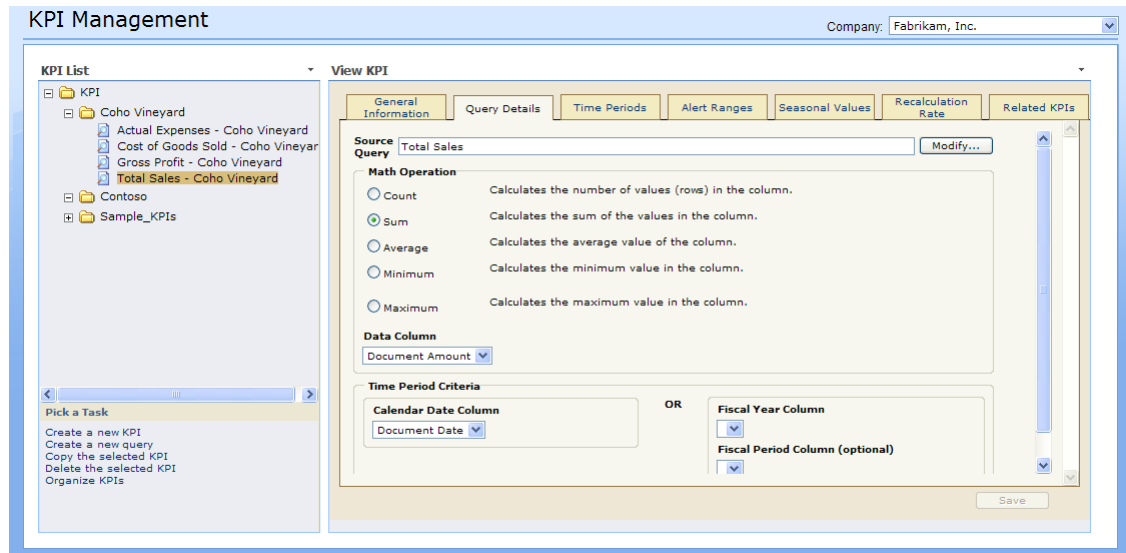 KPI Management
Company: Fabrikam, Inc.
KPI List
KPI
Coho Vineyard
Actual Expenses - Coho Vineyard
Cost of Goods Sold - Coho Vineyar
Gross Profit - Coho Vineyard
Total Sales - Coho Vineyard
Contoso
Sample_KPIs
Pick a Task
Create a new KPI
Create a new query
Copy the selected KPI
Delete the selected KPI
Organize KPIs
View KPI
General
Information
Query Details
Time Periods
Alert Ranges
Seasonal Values
Recalculation
Rate
Related KPIs
Source
Query
Total Sales
Modify...
Math Operation
Count
Calculates the number of values (rows) in the column.
Sum
Calculates the sum of the values in the column.
Average
Calculates the average value of the column.
Minimum
Calculates the minimum value in the column.
Maximum
Calculates the maximum value in the column.
Data Column
Document Amount
Time Period Criteria
Calendar Date Column
Document Date
OR
Fiscal Year Column
Fiscal Period Column (optional)
Save